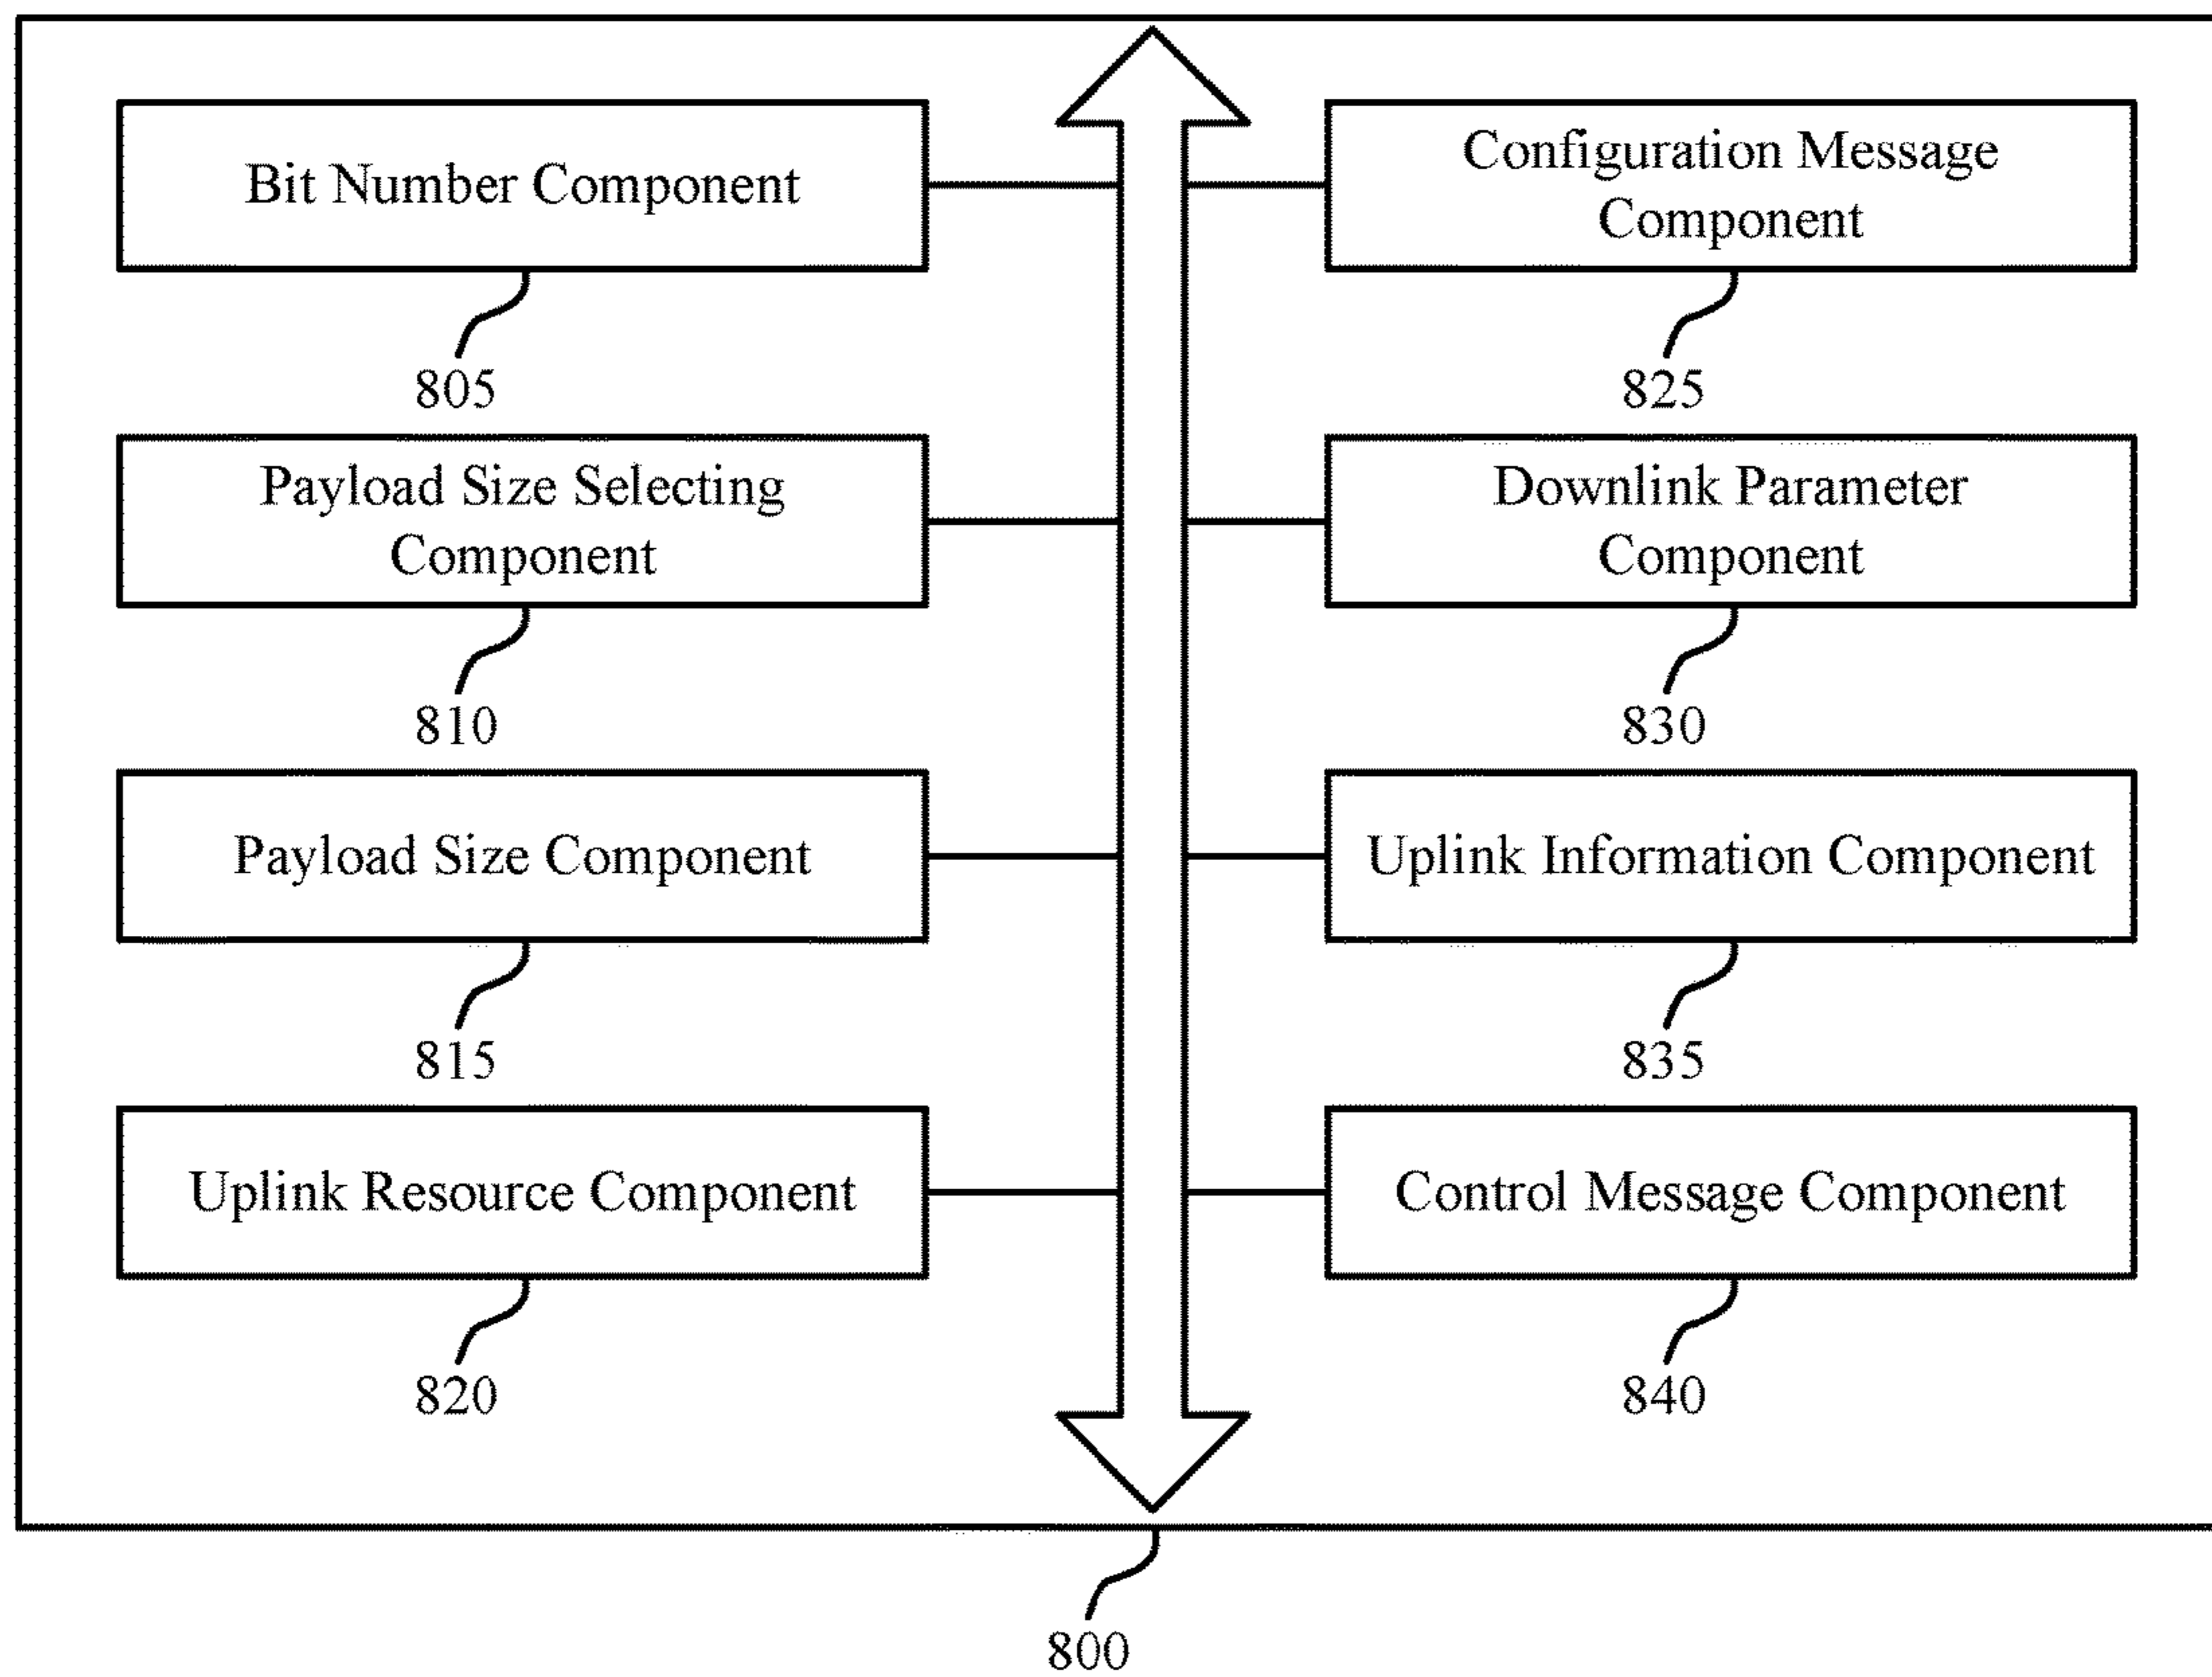 Bit Number Component
805
Payload Size Selecting
Component
810
Payload Size Component
815
Uplink Resource Component
820
Configuration Message
Component
825
Downlink Parameter
Component
830
Uplink Information Component
835
Control Message Component
840
800